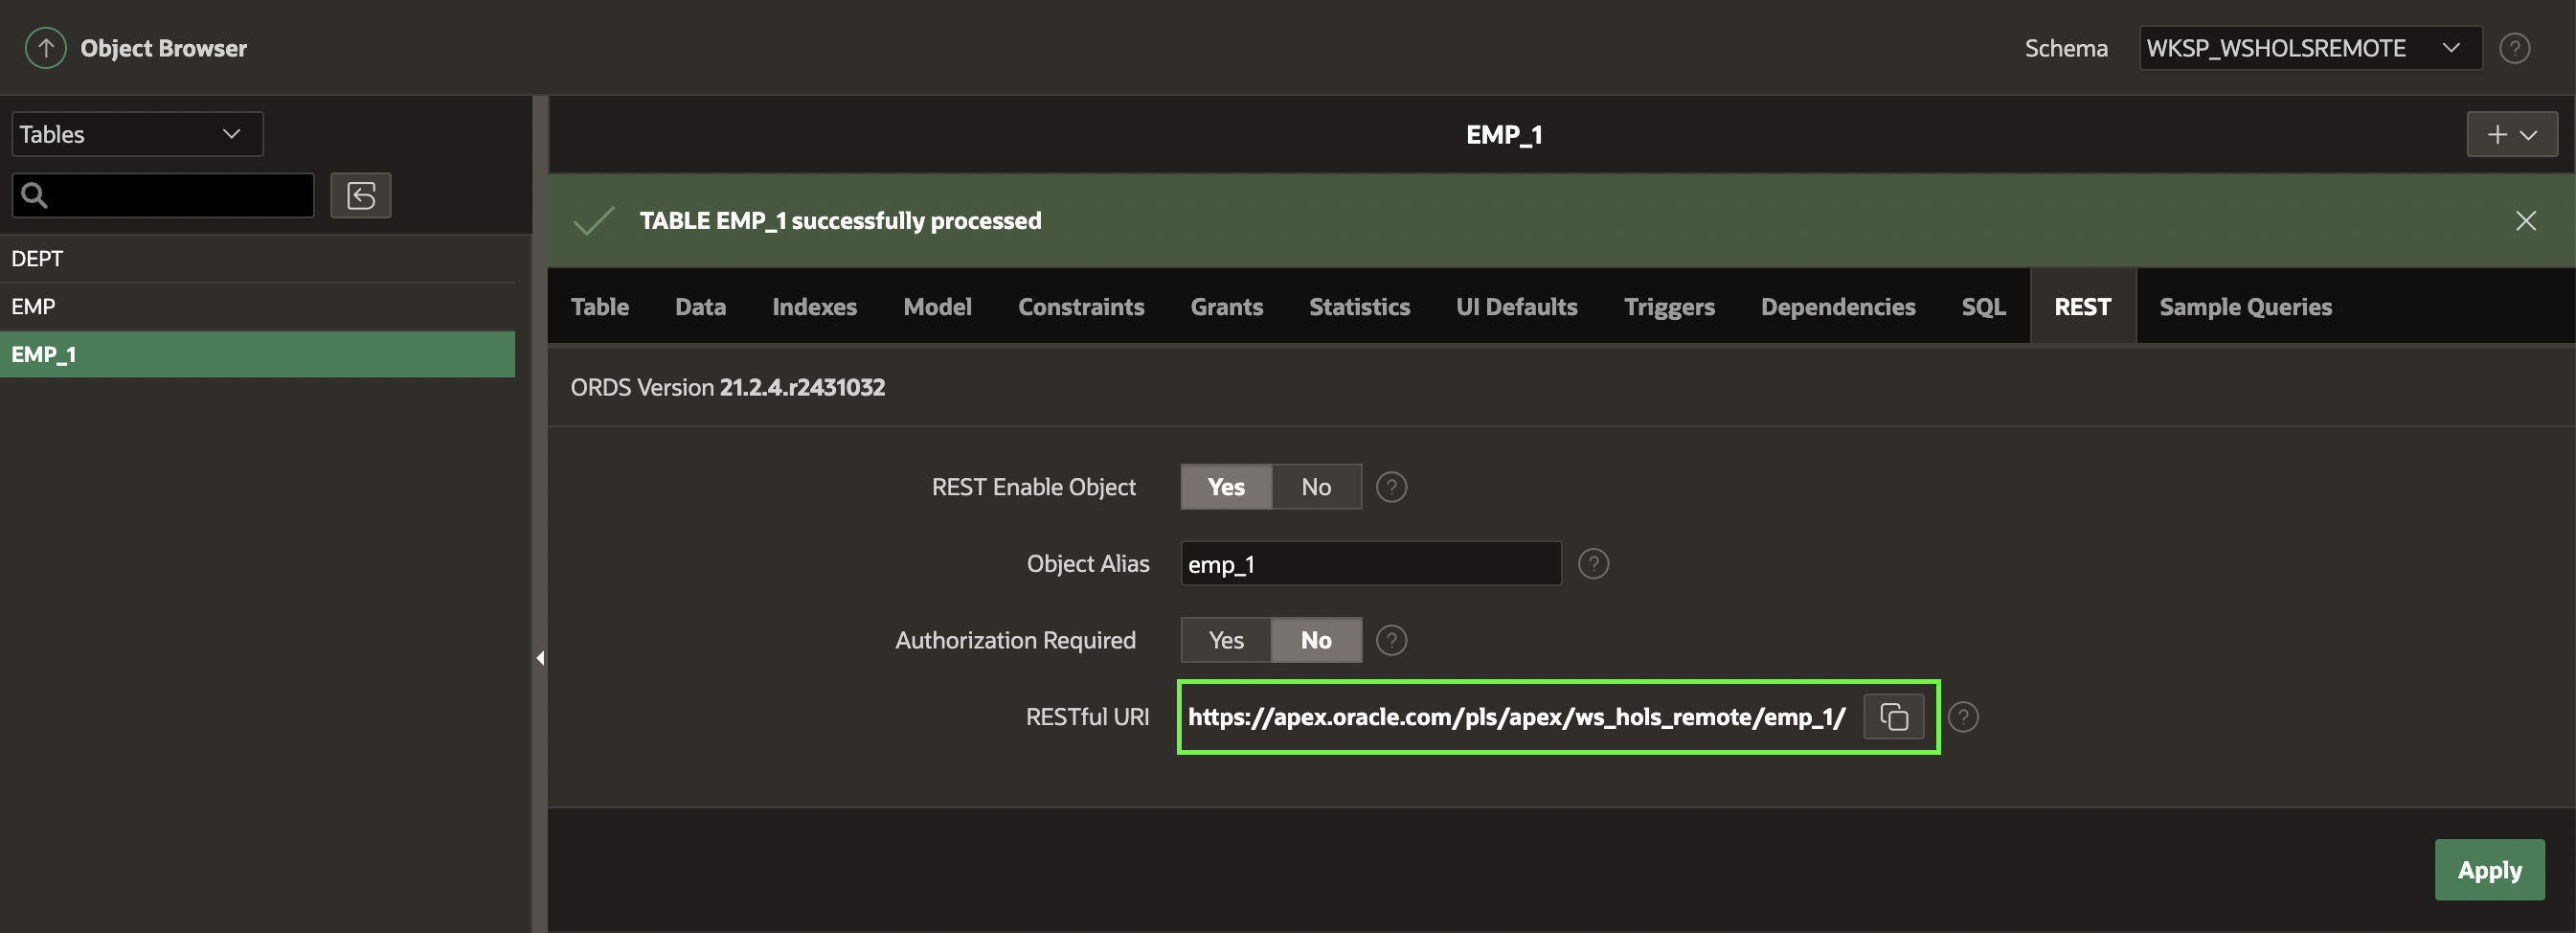 Object Browser
Schema
WKSP_WSHOLSREMOTE
?
Tables
DEPT
EMP
EMP_1
EMP_1
TABLE EMP_1 successfully processed
Table Data Indexes Model Constraints Grants Statistics UI Defaults Triggers Dependencies SQL REST Sample Queries
ORDS Version 21.2.4.r2431032
REST Enable Object Yes No ?
Object Alias emp_1 ?
Authorization Required Yes No ?
RESTful URI https://apex.oracle.com/pls/apex/ws_hols_remote/emp_1/ ?
Apply